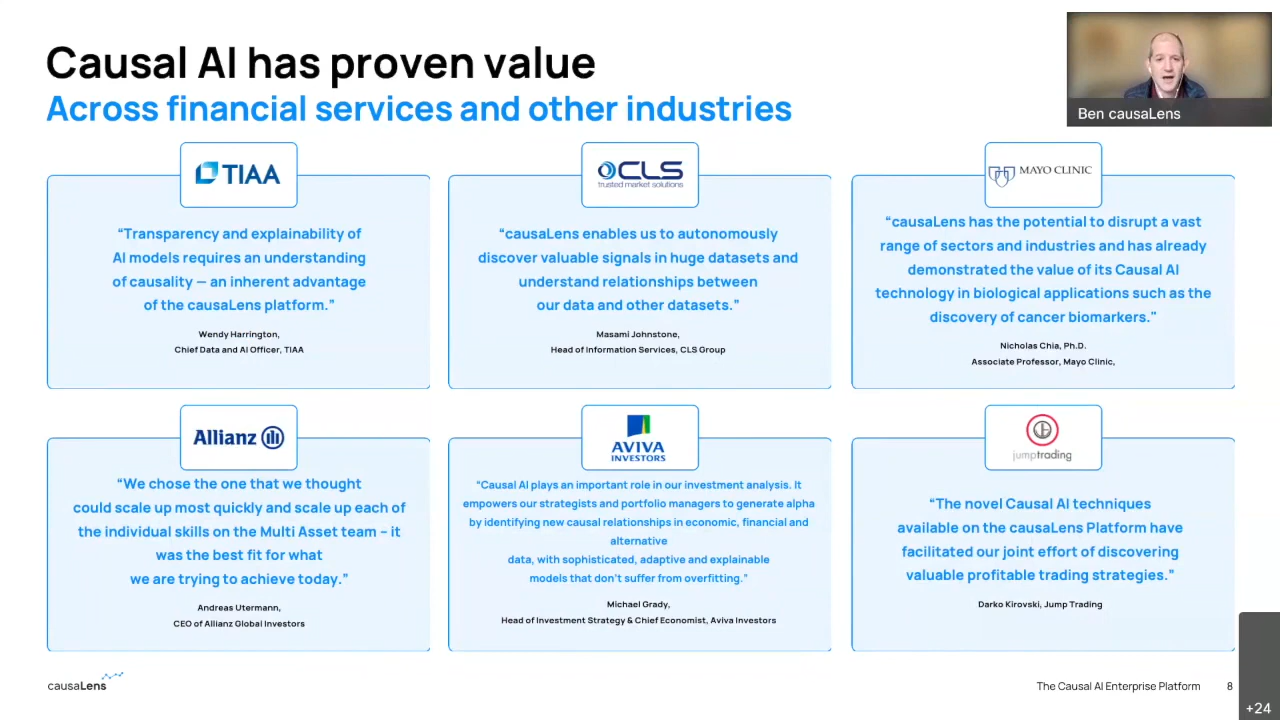 Causal AI has proven value
Across financial services and other industries
Ben causaLens
TIAA
“Transparency and explainability of
AI models requires an understanding
of causality — an inherent advantage
of the causaLens platform.”
Wendy Harrington,
Chief Data and AI Officer, TIAA
CLS
trusted market solutions
“causaLens enables us to autonomously
discover valuable signals in huge datasets and
understand relationships between
our data and other datasets.”
Masami Johnstone,
Head of Information Services, CLS Group
MAYO CLINIC
“causaLens has the potential to disrupt a vast
range of sectors and industries and has already
demonstrated the value of its Causal AI
technology in biological applications such as the
discovery of cancer biomarkers."
Nicholas Chia, Ph.D.
Associate Professor, Mayo Clinic,
Allianz
“We chose the one that we thought
could scale up most quickly and scale up each of
the individual skills on the Multi Asset team – it
was the best fit for what
we are trying to achieve today.”
Andreas Utermann,
CEO of Allianz Global Investors
AVIVA
INVESTORS
“Causal AI plays an important role in our investment analysis. It
empowers our strategists and portfolio managers to generate alpha
by identifying new causal relationships in economic, financial and
alternative
data, with sophisticated, adaptive and explainable
models that don’t suffer from overfitting.”
Michael Grady,
Head of Investment Strategy & Chief Economist, Aviva Investors
jumptrading
“The novel Causal AI techniques
available on the causaLens Platform have
facilitated our joint effort of discovering
valuable profitable trading strategies.”
Darko Kirovski, Jump Trading
causaLens
The Causal AI Enterprise Platform 8
+24